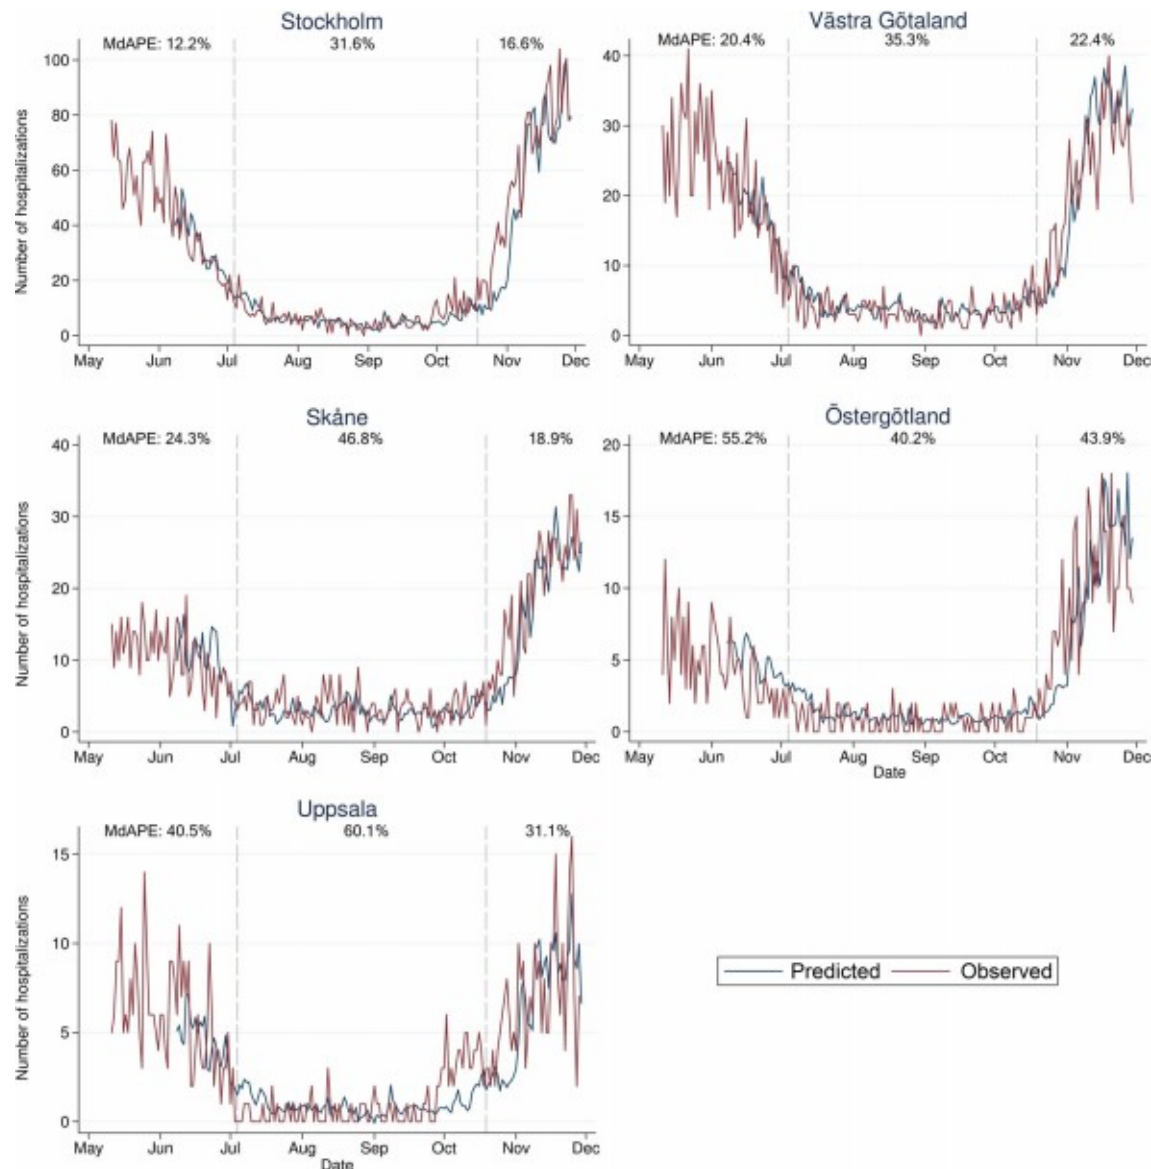 Stockholm
MdAPE: 12.2% 31.6% 16.6%
100
80
60
40
20
0
Number of hospitalizations
May Jun Jul Aug Sep Oct Nov Dec
Västra Götaland
MdAPE: 20.4% 35.3% 22.4%
40
30
20
10
0
May Jun Jul Aug Sep Oct Nov Dec
Skåne
MdAPE: 24.3% 46.8% 18.9%
40
30
20
10
0
Number of hospitalizations
May Jun Jul Aug Sep Oct Nov Dec
Östergötland
MdAPE: 55.2% 40.2% 43.9%
20
15
10
5
0
May Jun Jul Aug Sep Oct Nov Dec
Date
Uppsala
MdAPE: 40.5% 60.1% 31.1%
15
10
5
0
Number of hospitalizations
May Jun Jul Aug Sep Oct Nov Dec
Date
Predicted Observed